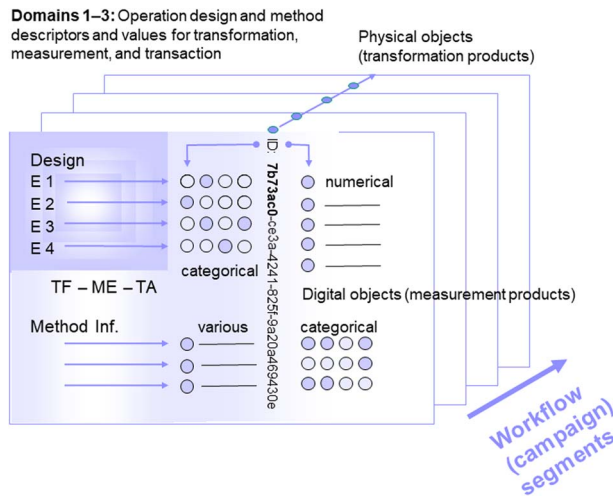 Domains 1–3: Operation design and method
descriptors and values for transformation,
measurement, and transaction
Physical objects
(transformation products)
Design
E 1
E 2
E 3
E 4
categorical
ID: 7b73ac0-ce3a-4241-825f-9a20a469430e
numerical
TF – ME – TA
Digital objects (measurement products)
Method Inf.
various
categorical
Workflow
(campaign)
segments